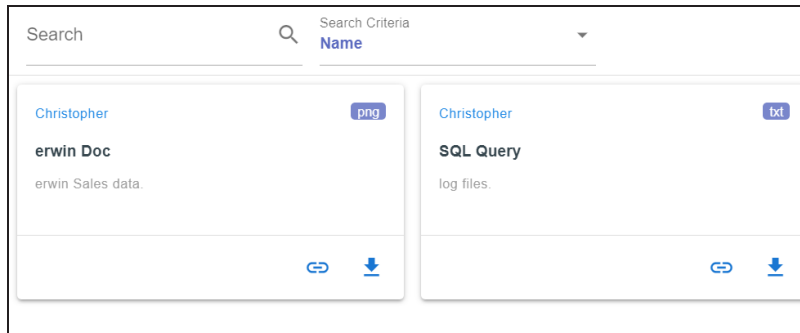 Search
Search Criteria
Name
Christopher
png
erwin Doc
erwin Sales data.
Christopher
txt
SQL Query
log files.